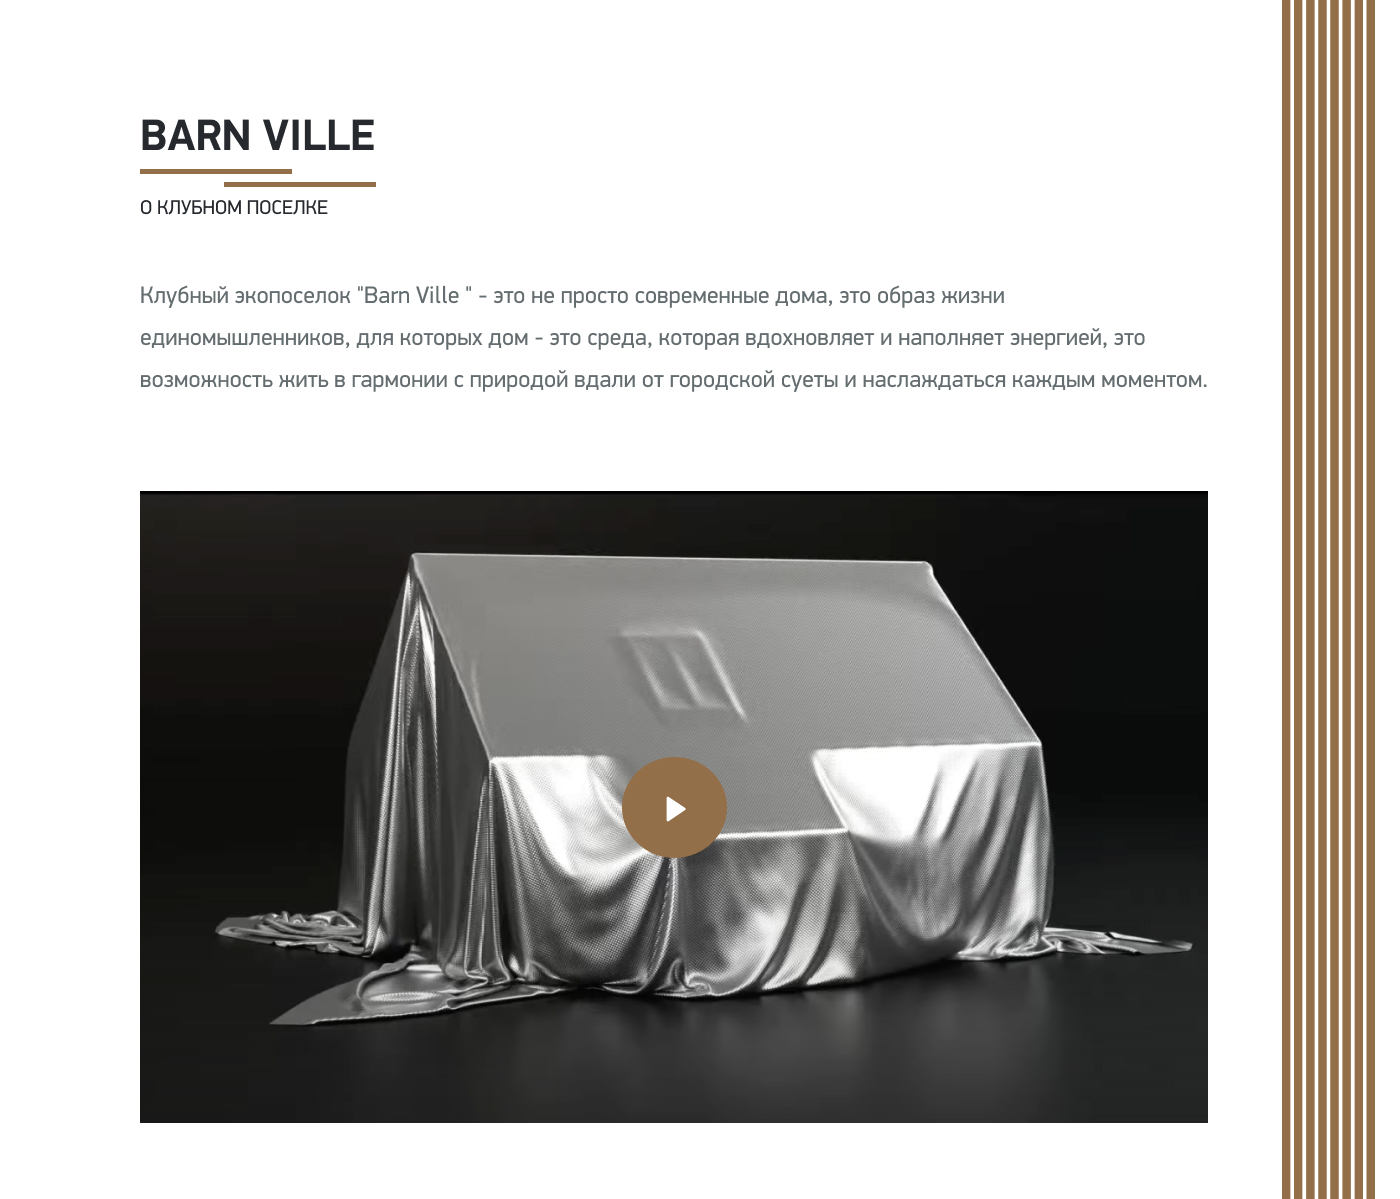 BARN VILLE
О КЛУБНОМ ПОСЕЛКЕ
Клубный экопоселок "Barn Ville " - это не просто современные дома, это образ жизни
единомышленников, для которых дом - это среда, которая вдохновляет и наполняет энергией, это
возможность жить в гармонии с природой вдали от городской суеты и наслаждаться каждым моментом.